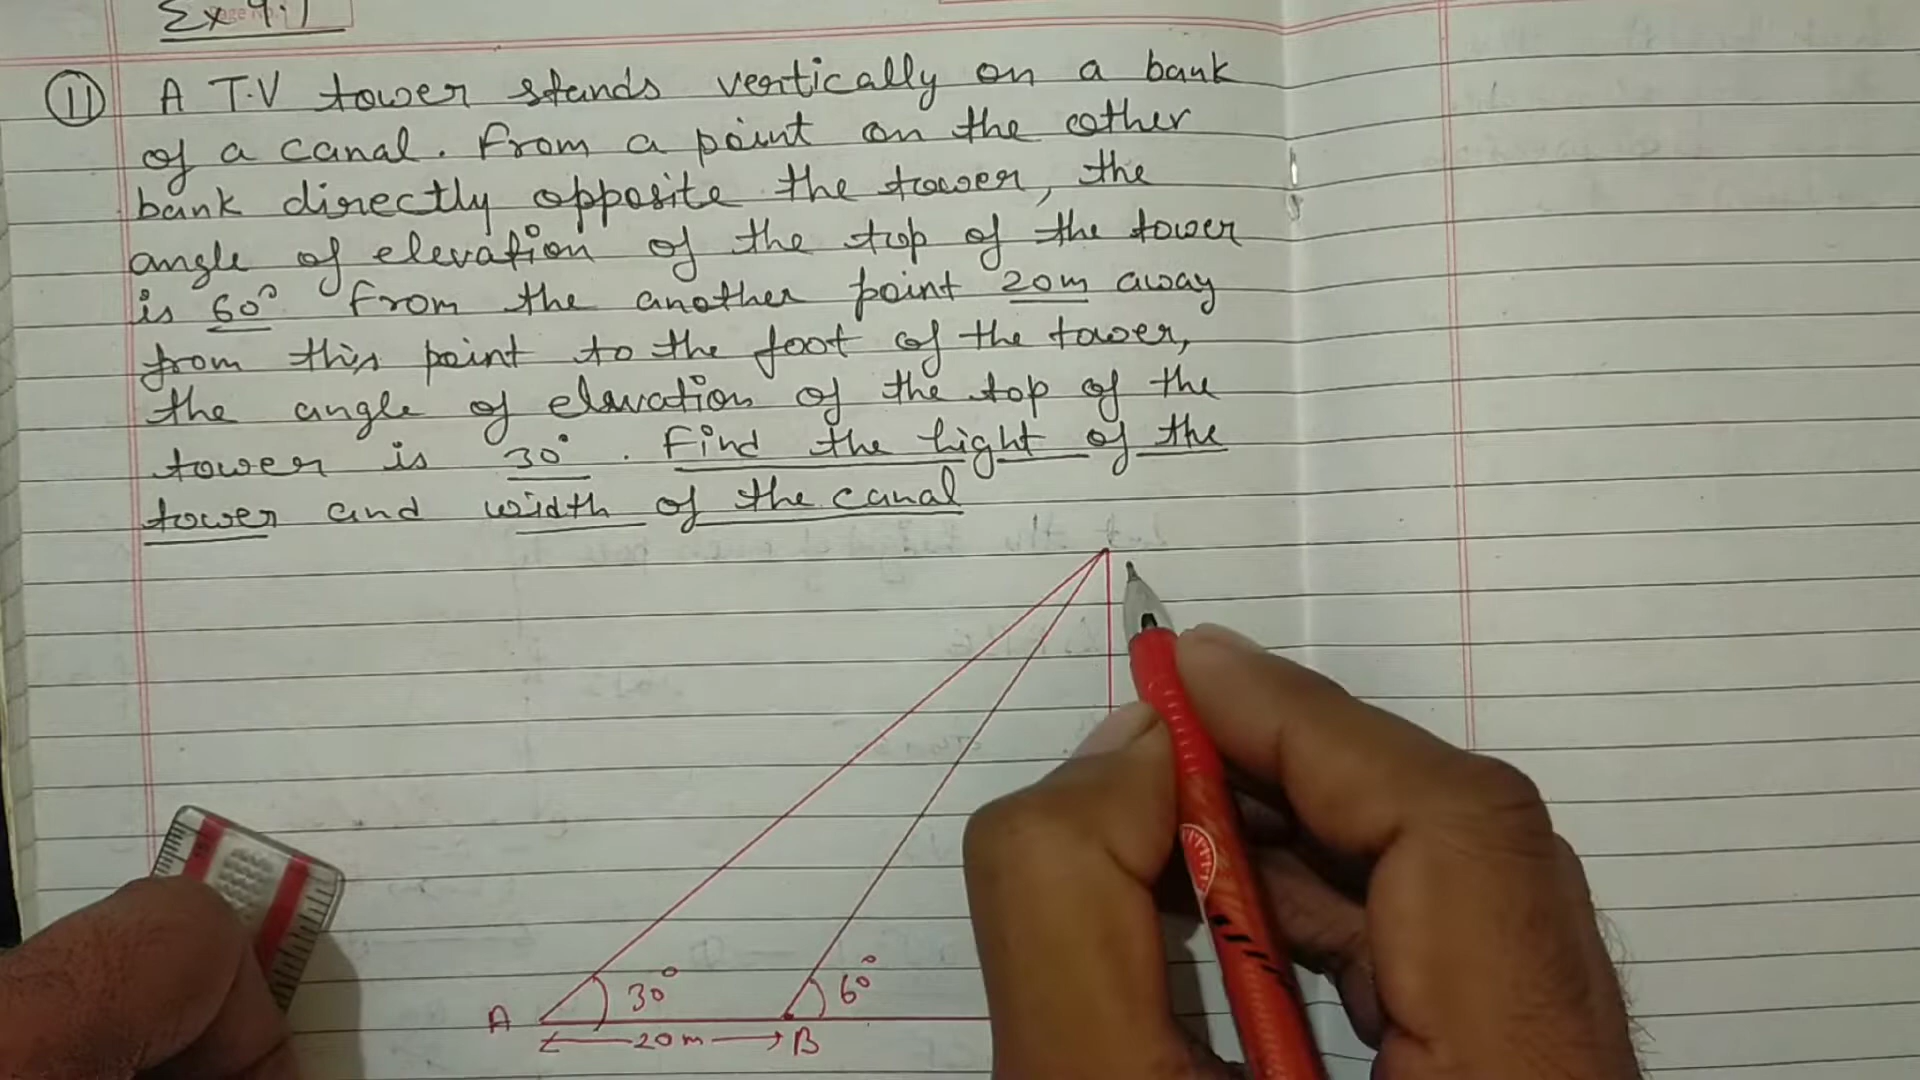 Ex 9.1
11 A T.V tower stands vertically on a bank
of a canal. From a point on the other
bank directly opposite the tower, the
angle of elevation of the top of the tower
is 60° From the another point 20m away
from this point to the foot of the tower,
the angle of elevation of the top of the
tower is 30°. Find the hight of the
tower and width of the canal
30° 60°
A 20m B